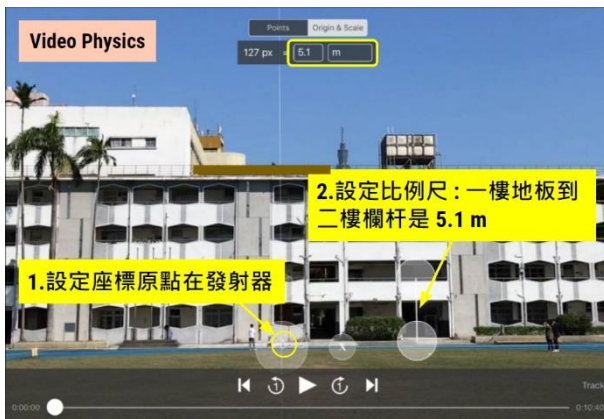 Video Physics
Points Origin & Scale
127 px = 5.1 m
2.設定比例尺：一樓地板到
二樓欄杆是 5.1 m
1.設定座標原點在發射器
Track
0:00:00
0:10:40